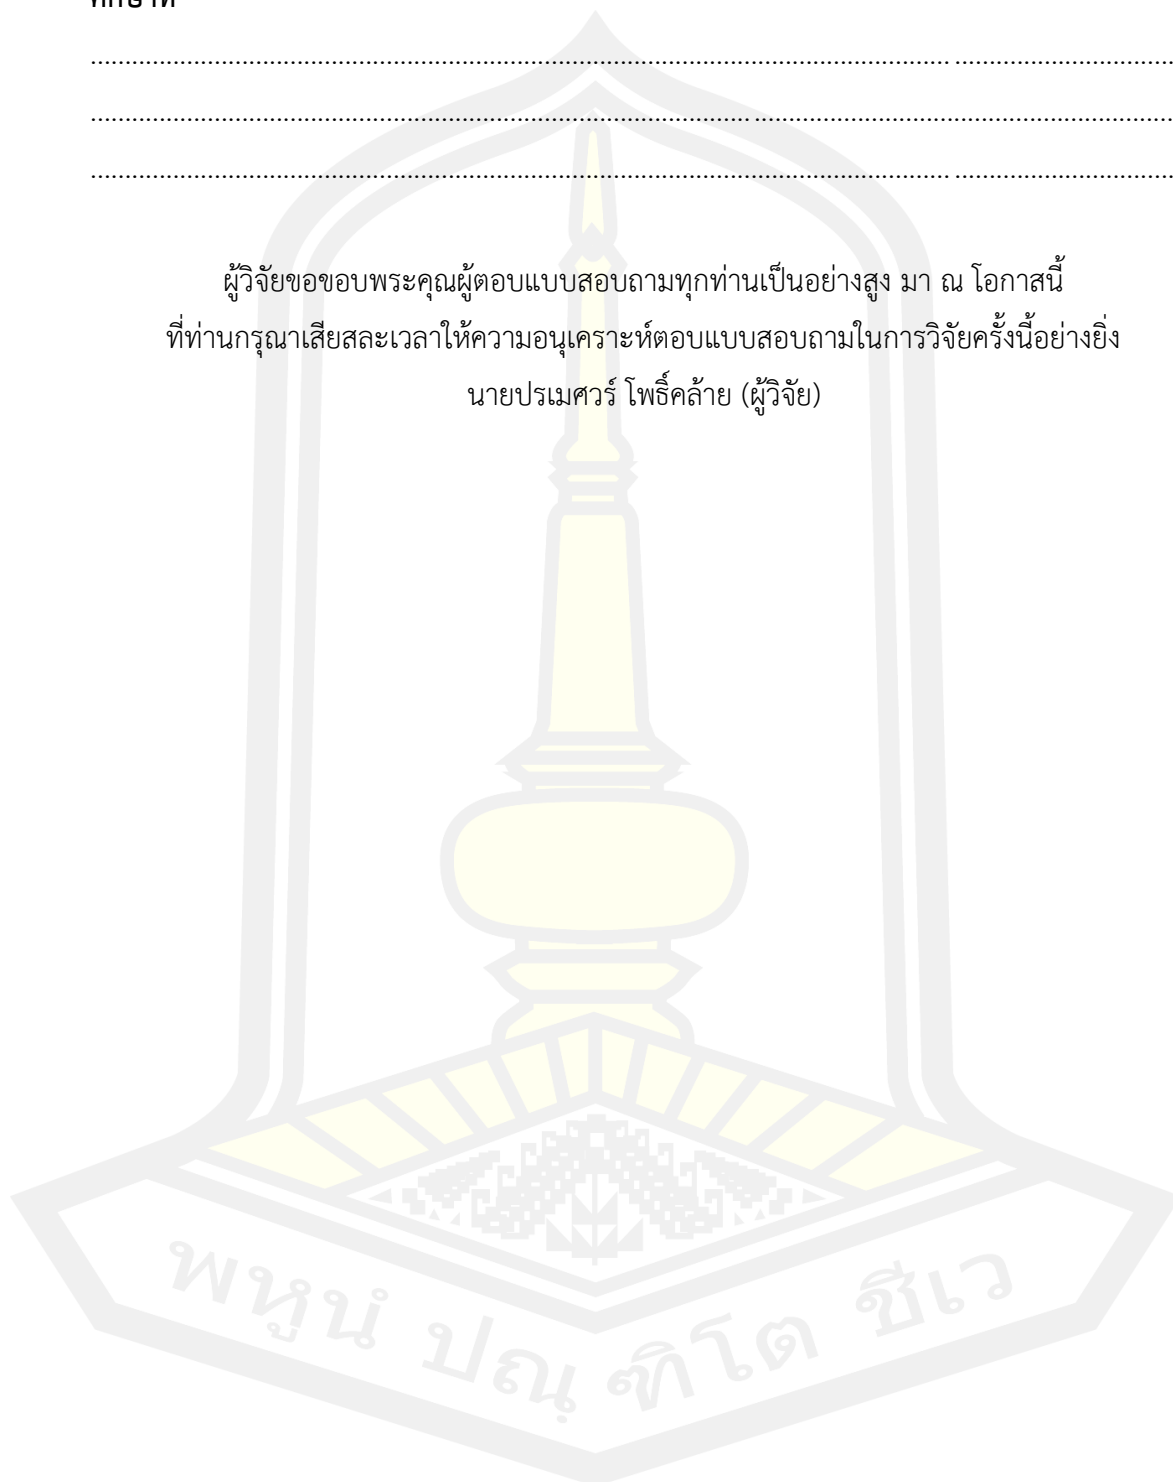 ........................................................................................................................................................
........................................................................................................................................................
........................................................................................................................................................
ผู้วิจัยขอขอบพระคุณผู้ตอบแบบสอบถามทุกท่านเป็นอย่างสูง มา ณ โอกาสนี้
ที่ท่านกรุณาเสียสละเวลาให้ความอนุเคราะห์ตอบแบบสอบถามในการวิจัยครั้งนี้อย่างยิ่ง
นายปรเมศวร์ โพธิ์คล้าย (ผู้วิจัย)
พหูนํ ปณฺฑิโต ชีเว